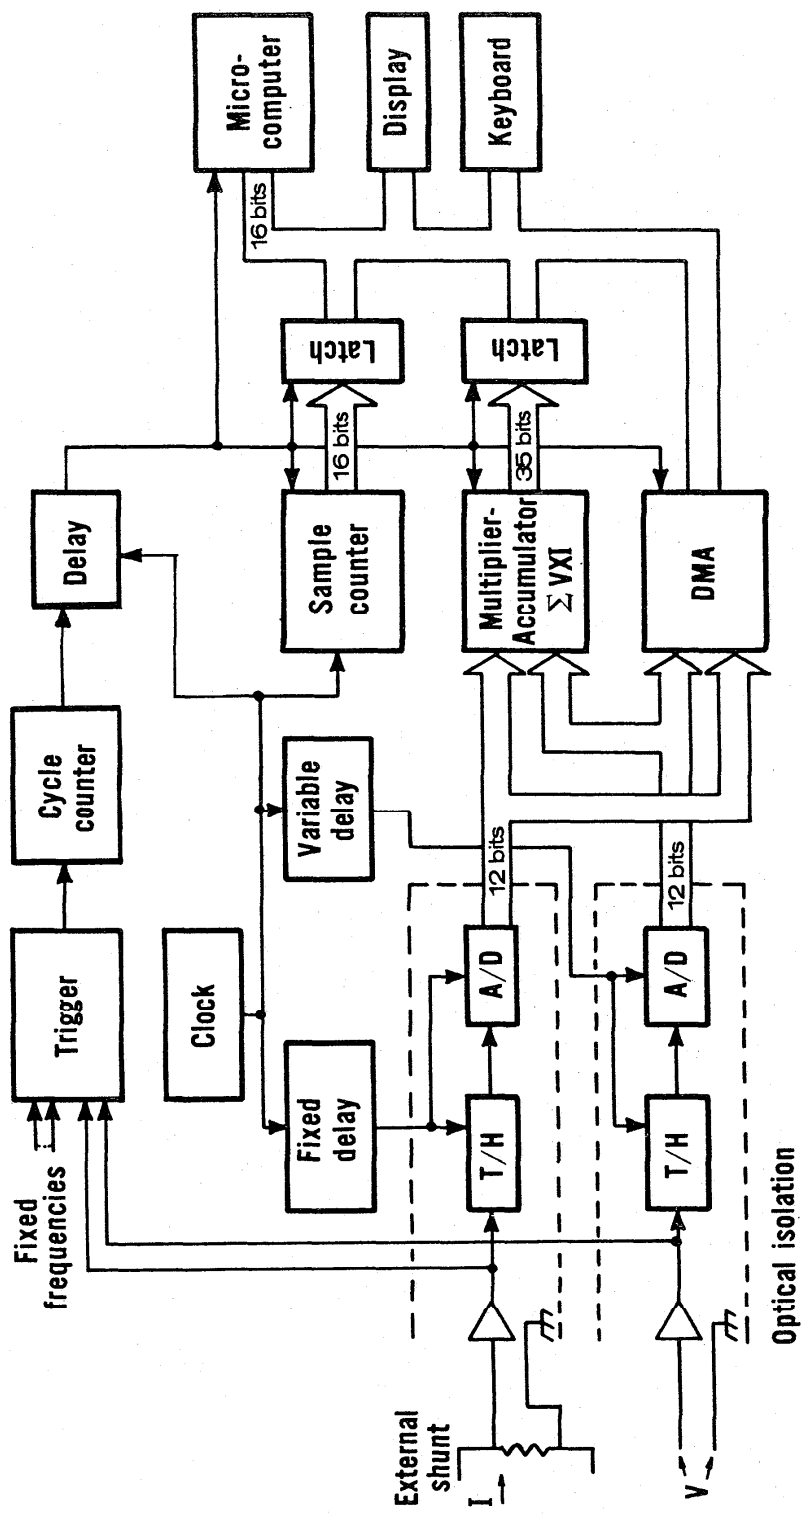 Fixed
frequencies
Trigger
Cycle
counter
Delay
Micro-
computer
Clock
Fixed
delay
Variable
delay
Sample
counter
16 bits
Latch
16 bits
Display
Keyboard
External
shunt
I
T/H
A/D
12 bits
Multiplier-
Accumulator
Σ VXI
35 bits
Latch
V
T/H
A/D
12 bits
DMA
Optical isolation